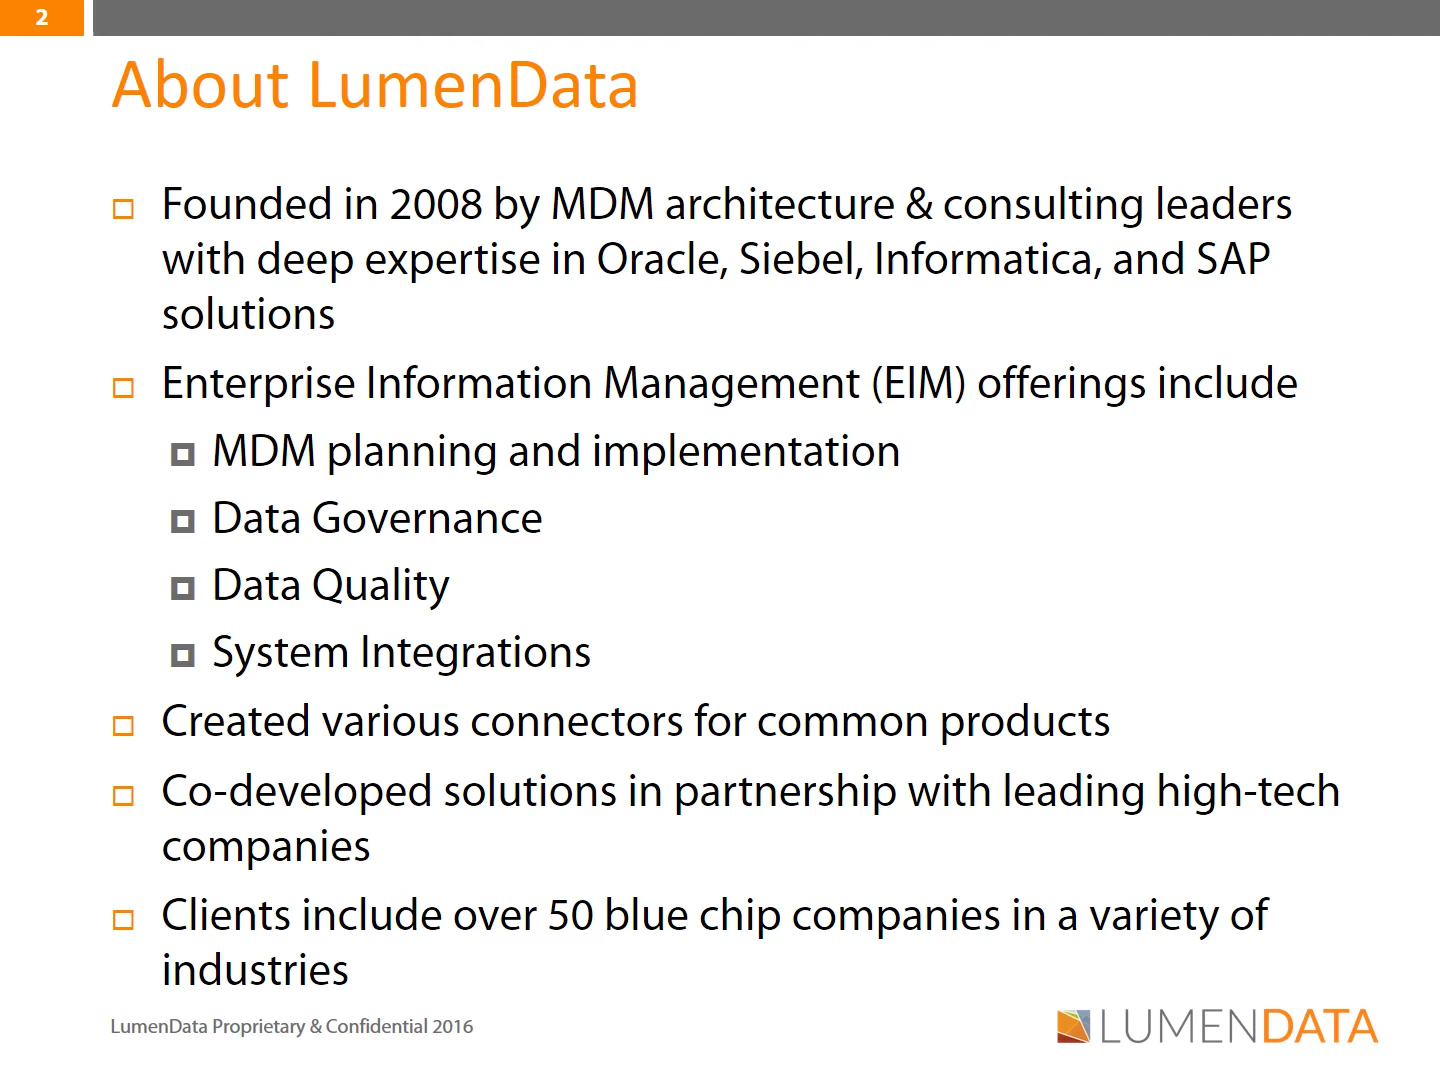 2
About LumenData
Founded in 2008 by MDM architecture & consulting leaders
with deep expertise in Oracle, Siebel, Informatica, and SAP
solutions
Enterprise Information Management (EIM) offerings include
MDM planning and implementation
Data Governance
Data Quality
System Integrations
Created various connectors for common products
Co-developed solutions in partnership with leading high-tech
companies
Clients include over 50 blue chip companies in a variety of
industries
LumenData Proprietary & Confidential 2016
LUMENDATA